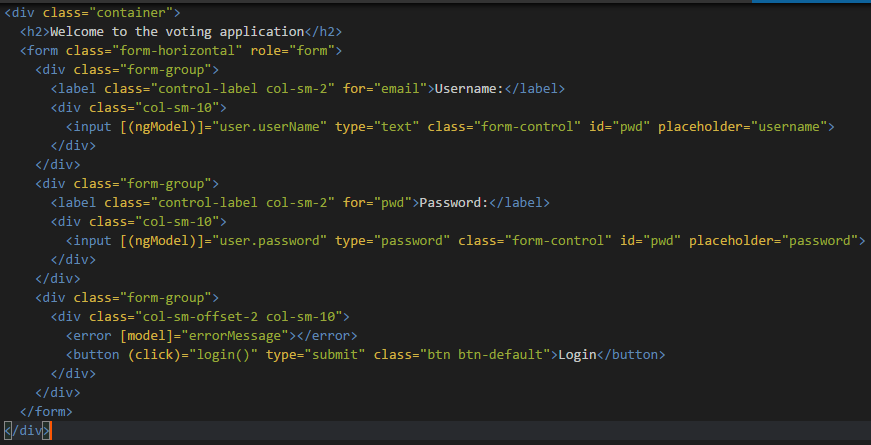 <div class="container">
  <h2>Welcome to the voting application</h2>
  <form class="form-horizontal" role="form">
    <div class="form-group">
      <label class="control-label col-sm-2" for="email">Username:</label>
      <div class="col-sm-10">
        <input [(ngModel)]="user.userName" type="text" class="form-control" id="pwd" placeholder="username">
      </div>
    </div>
    <div class="form-group">
      <label class="control-label col-sm-2" for="pwd">Password:</label>
      <div class="col-sm-10">
        <input [(ngModel)]="user.password" type="password" class="form-control" id="pwd" placeholder="password">
      </div>
    </div>
    <div class="form-group">
      <div class="col-sm-offset-2 col-sm-10">
        <error [model]="errorMessage"></error>
        <button (click)="login()" type="submit" class="btn btn-default">Login</button>
      </div>
    </div>
  </form>
</div>